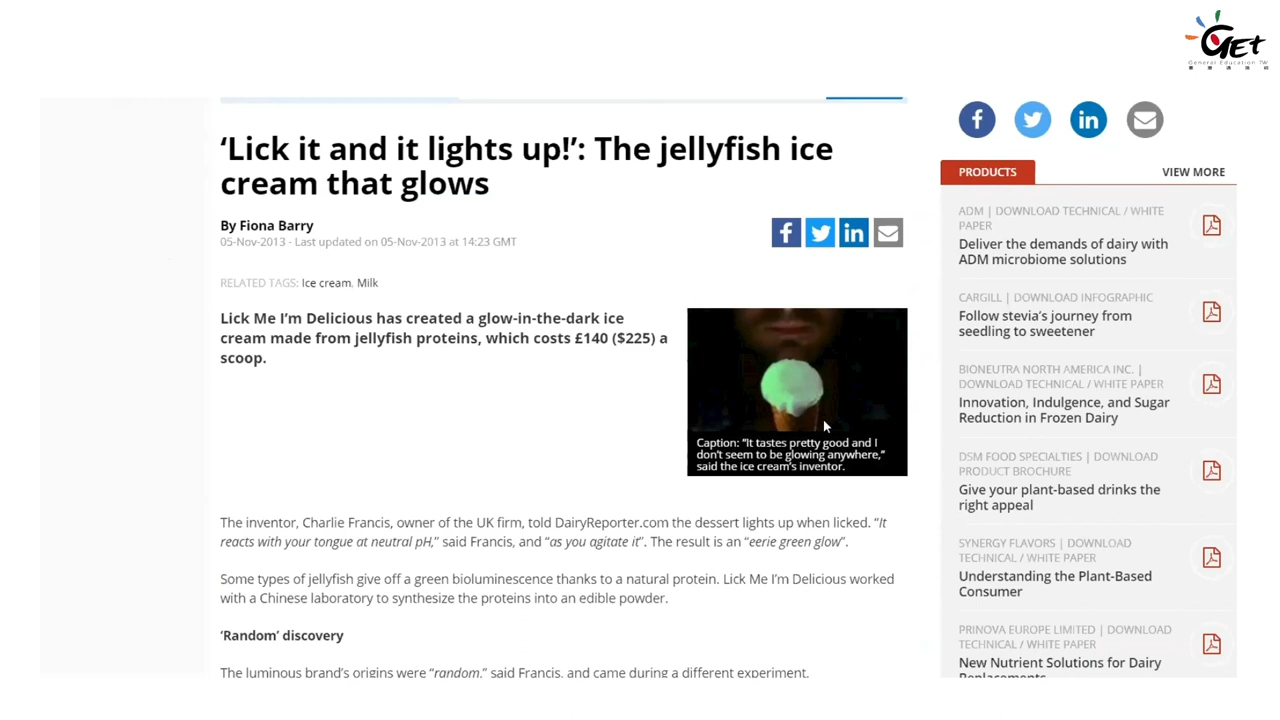 GET
General Education TW
‘Lick it and it lights up!’: The jellyfish ice
cream that glows
By Fiona Barry
05-Nov-2013 - Last updated on 05-Nov-2013 at 14:23 GMT
RELATED TAGS: Ice cream, Milk
Lick Me I’m Delicious has created a glow-in-the-dark ice
cream made from jellyfish proteins, which costs £140 ($225) a
scoop.
Caption: “It tastes pretty good and I
don’t seem to be glowing anywhere,”
said the ice cream’s inventor.
The inventor, Charlie Francis, owner of the UK firm, told DairyReporter.com the dessert lights up when licked. “It
reacts with your tongue at neutral pH,” said Francis, and “as you agitate it”. The result is an “eerie green glow”.
Some types of jellyfish give off a green bioluminescence thanks to a natural protein. Lick Me I’m Delicious worked
with a Chinese laboratory to synthesize the proteins into an edible powder.
‘Random’ discovery
The luminous brand’s origins were “random,” said Francis, and came during a different experiment.
PRODUCTS
VIEW MORE
ADM | DOWNLOAD TECHNICAL / WHITE
PAPER
Deliver the demands of dairy with
ADM microbiome solutions
CARGILL | DOWNLOAD INFOGRAPHIC
Follow stevia’s journey from
seedling to sweetener
BIONEUTRA NORTH AMERICA INC. |
DOWNLOAD TECHNICAL / WHITE PAPER
Innovation, Indulgence, and Sugar
Reduction in Frozen Dairy
DSM FOOD SPECIALTIES | DOWNLOAD
PRODUCT BROCHURE
Give your plant-based drinks the
right appeal
SYNERGY FLAVORS | DOWNLOAD
TECHNICAL / WHITE PAPER
Understanding the Plant-Based
Consumer
PRINOVA EUROPE LIMITED | DOWNLOAD
TECHNICAL / WHITE PAPER
New Nutrient Solutions for Dairy
Replacements